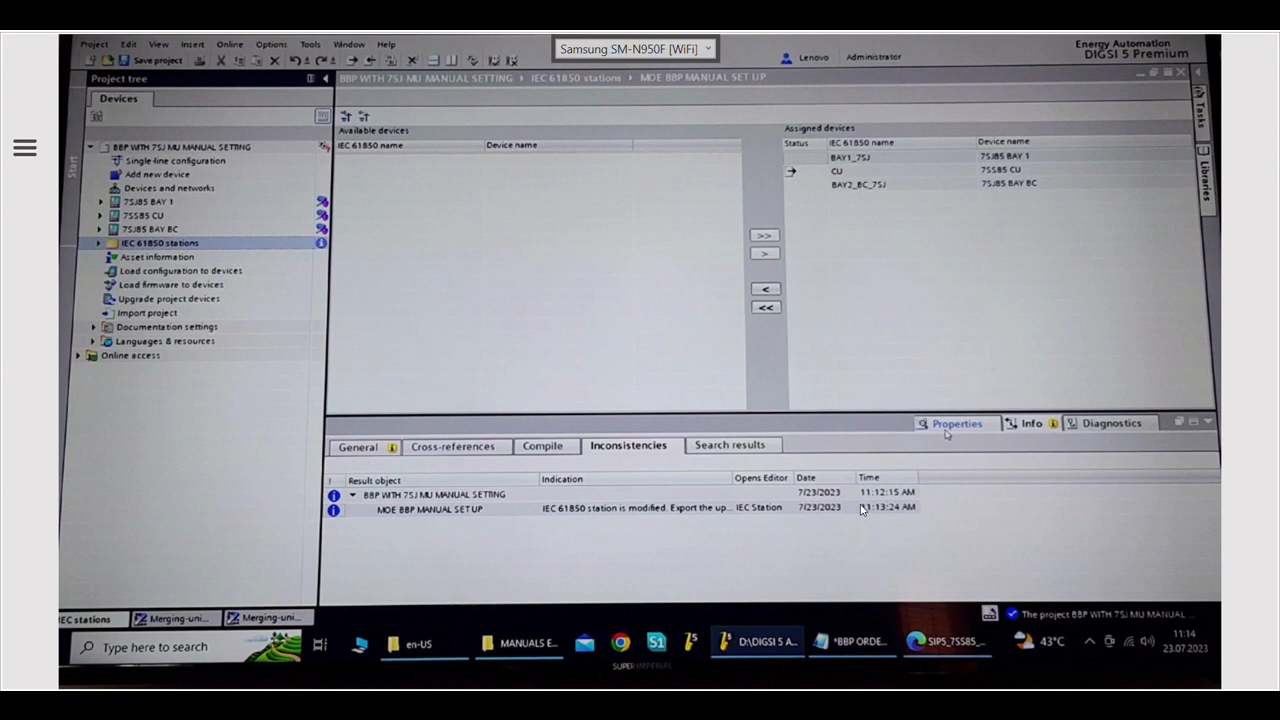 Samsung SM-N950F [WiFi]
Project Edit View Insert Online Options Tools Window Help
Energy Automation
DIGSI 5 Premium
Save project
Lenovo Administrator
Project tree
BBP WITH 7SJ MU MANUAL SETTING IEC 61850 stations MOE BBP MANUAL SET UP
Devices
Start
Tasks
Libraries
BBP WITH 7SJ MU MANUAL SETTING
Single-line configuration
Add new device
Devices and networks
7SJ85 BAY 1
7SS85 CU
7SJ85 BAY BC
IEC 61850 stations
Asset information
Load configuration to devices
Load firmware to devices
Upgrade project devices
Import project
Documentation settings
Languages & resources
Online access
Available devices
IEC 61850 name Device name
Assigned devices
Status IEC 61850 name Device name
BAY1_7SJ 7SJ85 BAY 1
CU 7SS85 CU
BAY2_BC_7SJ 7SJ85 BAY BC
>>
>
<
<<
Properties Info Diagnostics
General Cross-references Compile Inconsistencies Search results
! Result object Indication Opens Editor Date Time
BBP WITH 7SJ MU MANUAL SETTING 7/23/2023 11:12:15 AM
MOE BBP MANUAL SET UP IEC 61850 station is modified. Export the up... IEC Station 7/23/2023 11:13:24 AM
IEC stations Merging-uni... Merging-uni...
The project BBP WITH 7SJ MU MANUAL ...
Type here to search
en-US
MANUALS E...
D:\DIGSI 5 A...
*BBP ORDE...
SIP5_7SS85_...
43°C
11:14
23.07.2023
SUPER IMPERIAL